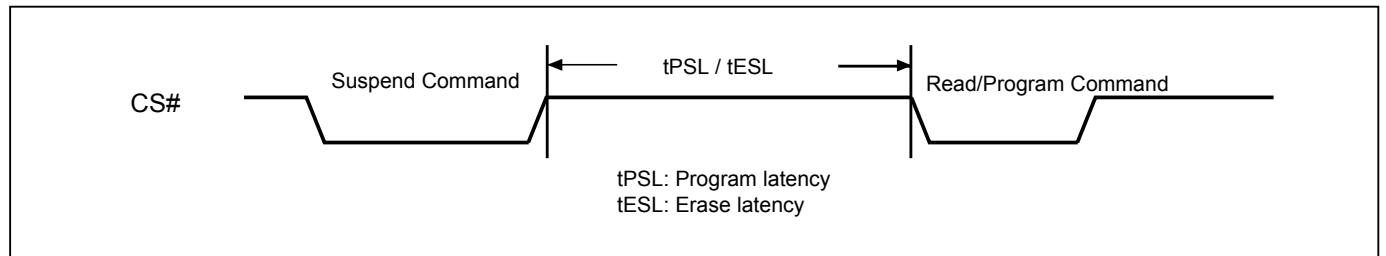 tPSL / tESL
Suspend Command
Read/Program Command
CS#
tPSL: Program latency
tESL: Erase latency